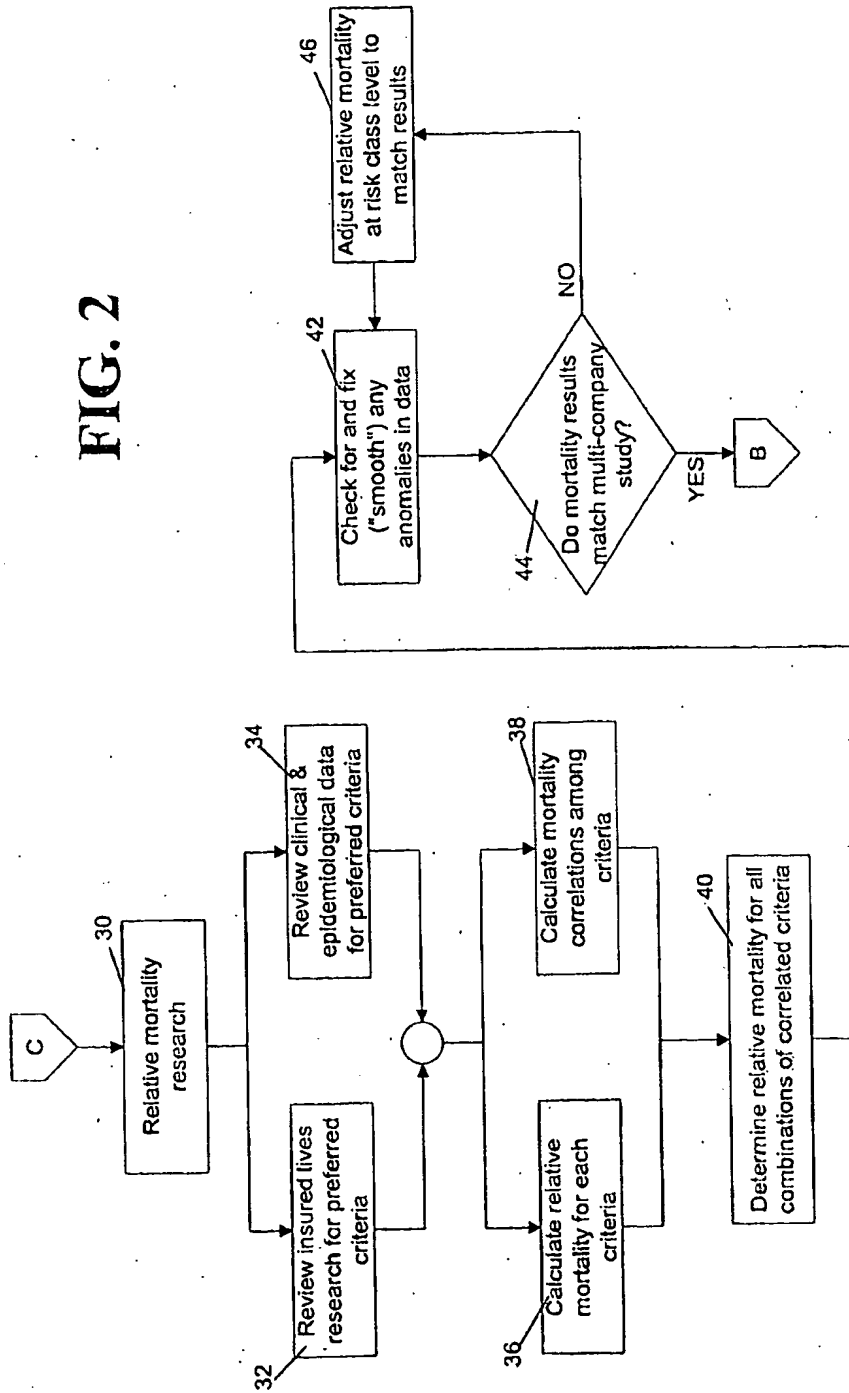 FIG. 2
C
30
Relative mortality
research
32
Review insured lives
research for preferred
criteria
34
Review clinical &
epidemiological data
for preferred criteria
36
Calculate relative
mortality for each
criteria
38
Calculate mortality
correlations among
criteria
40
Determine relative mortality for all
combinations of correlated criteria
42
Check for and fix
("smooth") any
anomalies in data
44
Do mortality results
match multi-company
study?
NO
YES
B
46
Adjust relative mortality
at risk class level to
match results